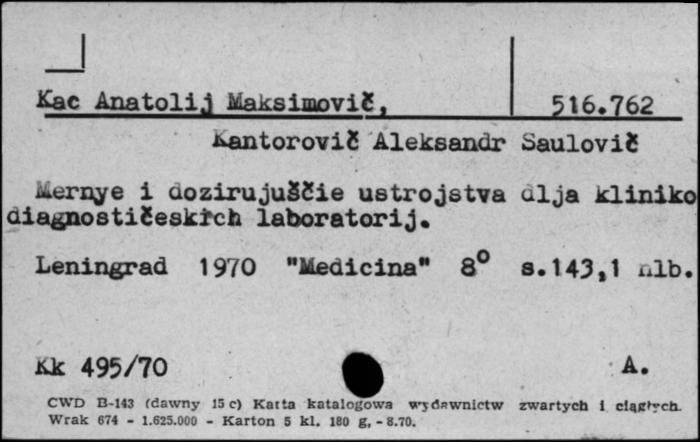 Kac Anatolij Maksimovič, 516.762
Kantorovič Aleksandr Saulovič
Mernye i dozirujuščie ustrojstva dlja kliniko
diagnostičeskich laboratorij.
Leningrad 1970 "Medicina" 8° s.143,1 nlb.
Kk 495/70 A.
CWD B-143 (dawny 15 c) Karta katalogowa wydawnictw zwartych i ciągłych.
Wrak 674 - 1.625.000 - Karton 5 kl. 180 g, - 8.70.